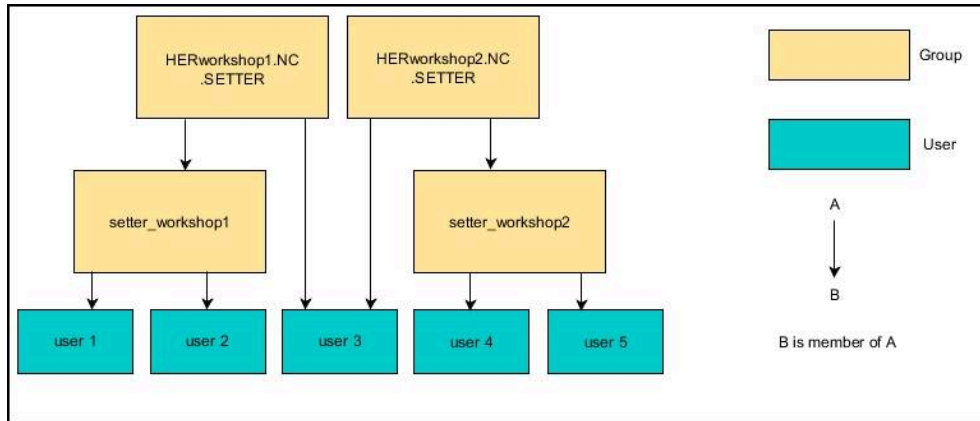 HERworkshop1.NC
.SETTER
HERworkshop2.NC
.SETTER
Group
User
setter_workshop1
setter_workshop2
A
B
user 1
user 2
user 3
user 4
user 5
B is member of A